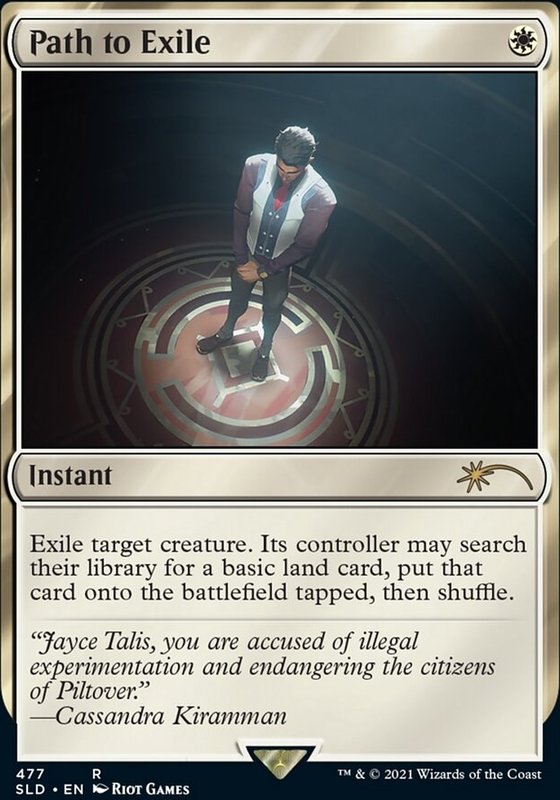 Path to Exile
Instant
Exile target creature. Its controller may search
their library for a basic land card, put that
card onto the battlefield tapped, then shuffle.
“Jayce Talis, you are accused of illegal
experimentation and endangering the citizens
of Piltover.”
—Cassandra Kiramman
477 R
SLD • EN Riot Games
™ & © 2021 Wizards of the Coast